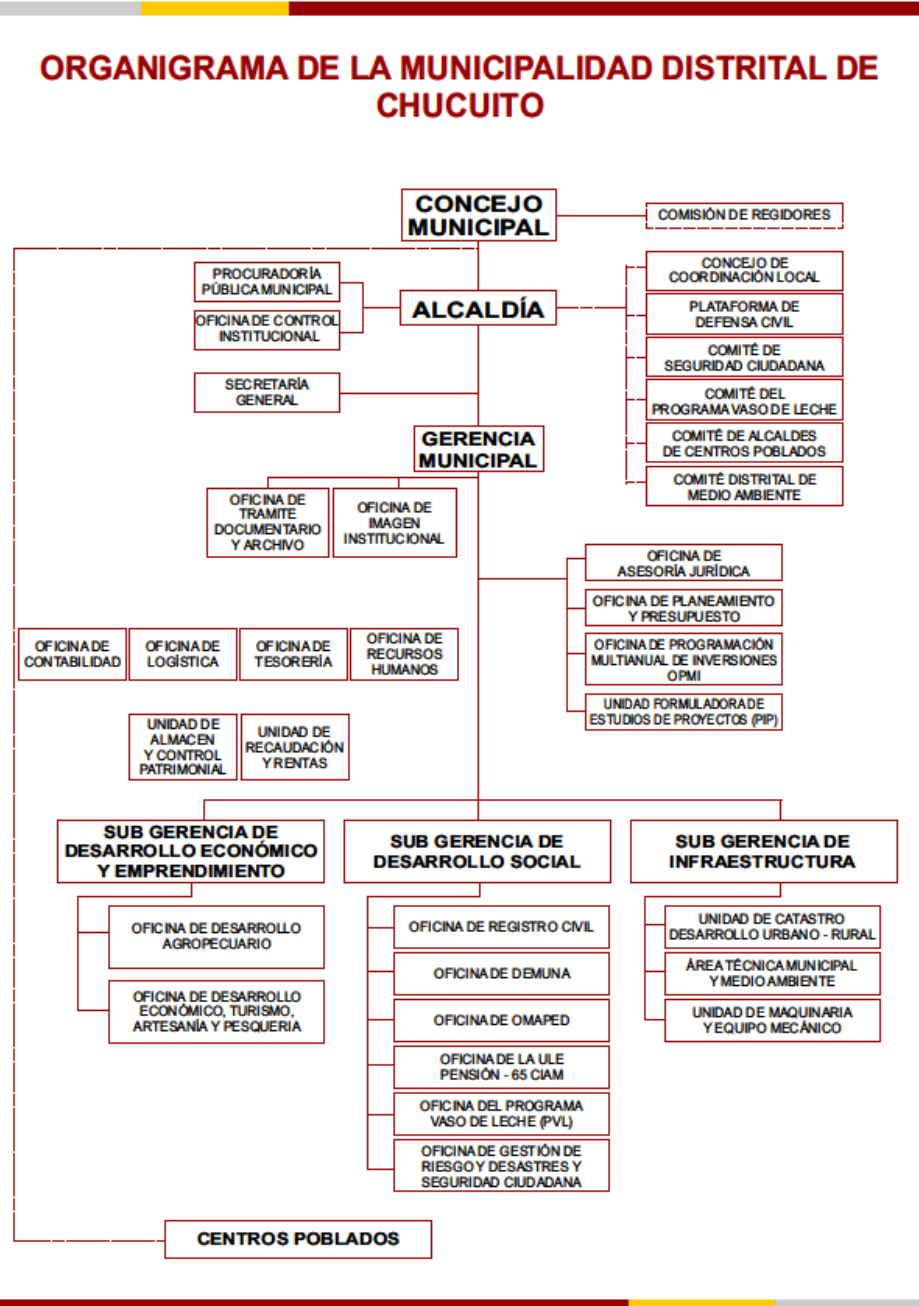 ORGANIGRAMA DE LA MUNICIPALIDAD DISTRITAL DE
CHUCUITO
CONCEJO
MUNICIPAL
COMISIÓN DE REGIDORES
PROCURADORÍA
PÚBLICA MUNICIPAL
OFICINA DE CONTROL
INSTITUCIONAL
ALCALDÍA
CONCEJO DE
COORDINACIÓN LOCAL
PLATAFORMA DE
DEFENSA CIVIL
COMITÉ DE
SEGURIDAD CIUDADANA
COMITÉ DEL
PROGRAMA VASO DE LECHE
COMITÉ DE ALCALDES
DE CENTROS POBLADOS
COMITÉ DISTRITAL DE
MEDIO AMBIENTE
SECRETARÍA
GENERAL
GERENCIA
MUNICIPAL
OFICINA DE
TRAMITE
DOCUMENTARIO
Y ARCHIVO
OFICINA DE
IMAGEN
INSTITUCIONAL
OFICINA DE
ASESORÍA JURÍDICA
OFICINA DE PLANEAMIENTO
Y PRESUPUESTO
OFICINA DE PROGRAMACIÓN
MULTIANUAL DE INVERSIONES
OPMI
UNIDAD FORMULADORA DE
ESTUDIOS DE PROYECTOS (PIP)
OFICINA DE
CONTABILIDAD
OFICINA DE
LOGÍSTICA
OFICINA DE
TESORERÍA
OFICINA DE
RECURSOS
HUMANOS
UNIDAD DE
ALMACEN
Y CONTROL
PATRIMONIAL
UNIDAD DE
RECAUDACIÓN
Y RENTAS
SUB GERENCIA DE
DESARROLLO ECONÓMICO
Y EMPRENDIMIENTO
SUB GERENCIA DE
DESARROLLO SOCIAL
SUB GERENCIA DE
INFRAESTRUCTURA
OFICINA DE DESARROLLO
AGROPECUARIO
OFICINA DE DESARROLLO
ECONÓMICO, TURISMO,
ARTESANÍA Y PESQUERIA
OFICINA DE REGISTRO CIVIL
OFICINA DE DEMUNA
OFICINA DE OMAPED
OFICINA DE LA ULE
PENSIÓN - 65 CIAM
OFICINA DEL PROGRAMA
VASO DE LECHE (PVL)
OFICINA DE GESTIÓN DE
RIESGO Y DESASTRES Y
SEGURIDAD CIUDADANA
UNIDAD DE CATASTRO
DESARROLLO URBANO - RURAL
ÁREA TÉCNICA MUNICIPAL
Y MEDIO AMBIENTE
UNIDAD DE MAQUINARIA
Y EQUIPO MECÁNICO
CENTROS POBLADOS